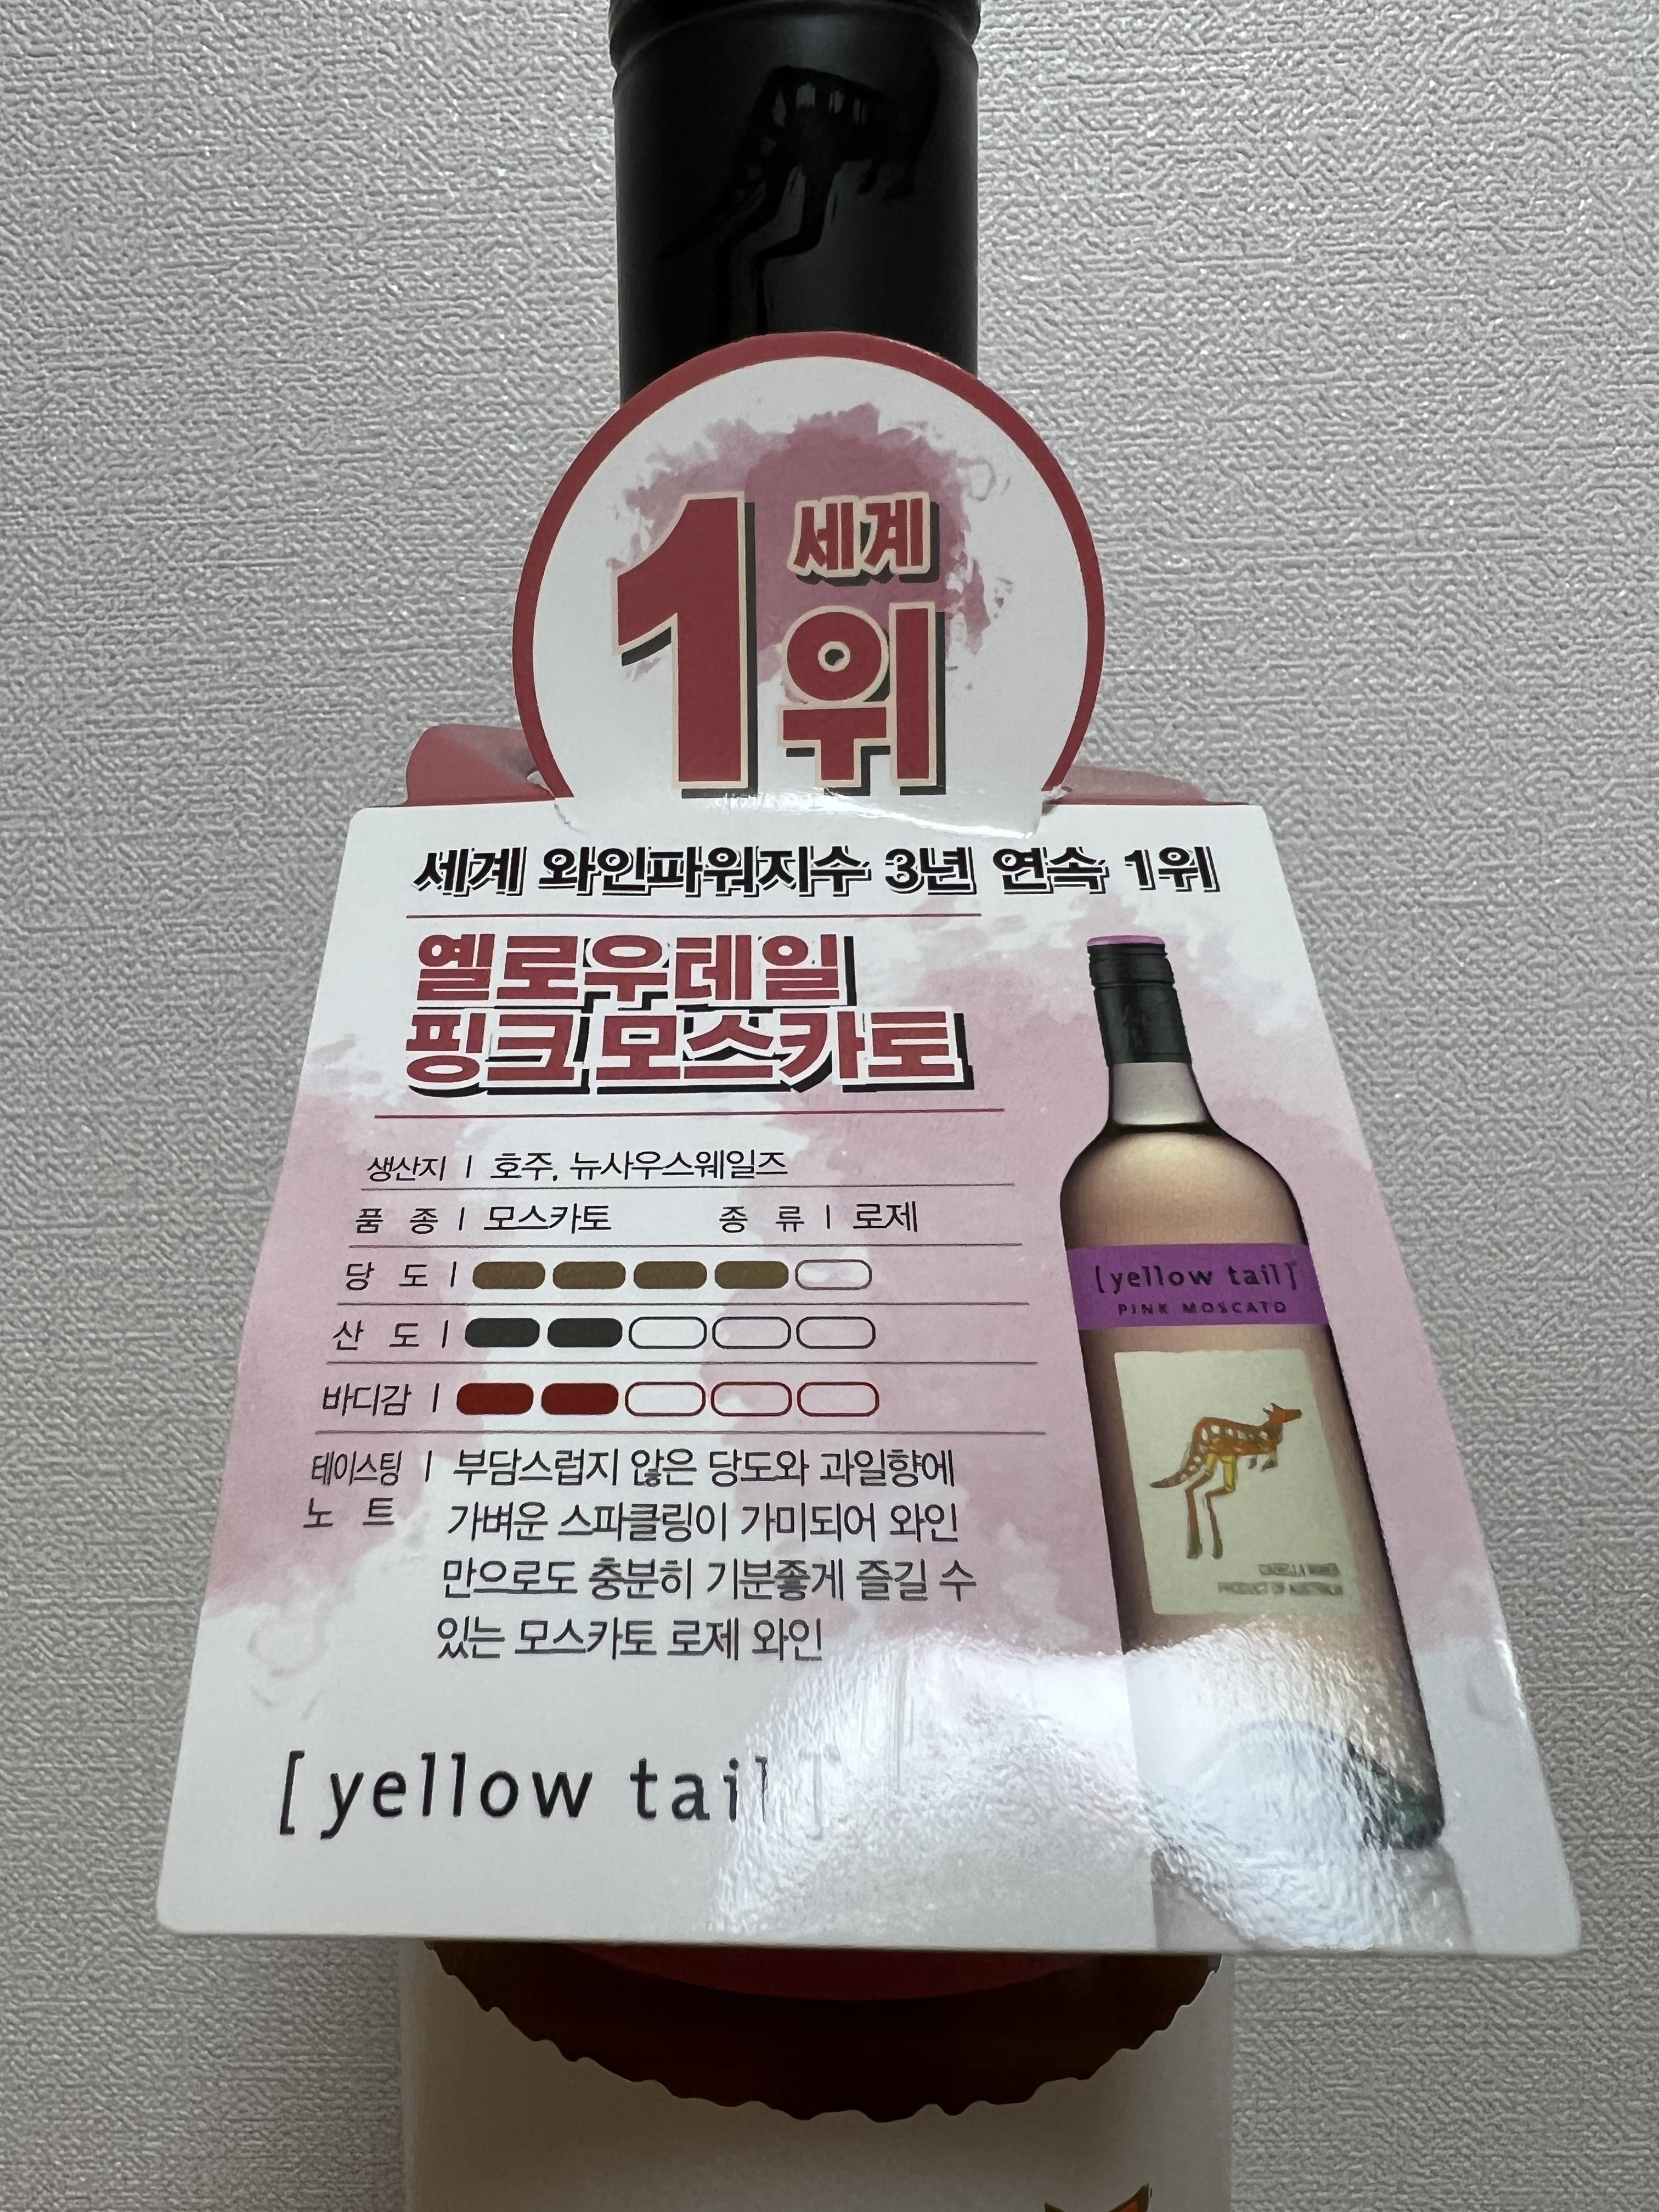 세계
1위
세계 와인파워지수 3년 연속 1위
옐로우테일
핑크 모스카토
생산지 | 호주, 뉴사우스웨일즈
품 종 | 모스카토 종 류 | 로제
당 도 |
산 도 |
바디감 |
테이스팅 | 부담스럽지 않은 당도와 과일향에
노 트 가벼운 스파클링이 가미되어 와인
만으로도 충분히 기분좋게 즐길 수
있는 모스카토 로제 와인
[yellow tail]
PINK MOSCATO
CASELLA WINES
PRODUCT OF AUSTRALIA
[yellow tail]